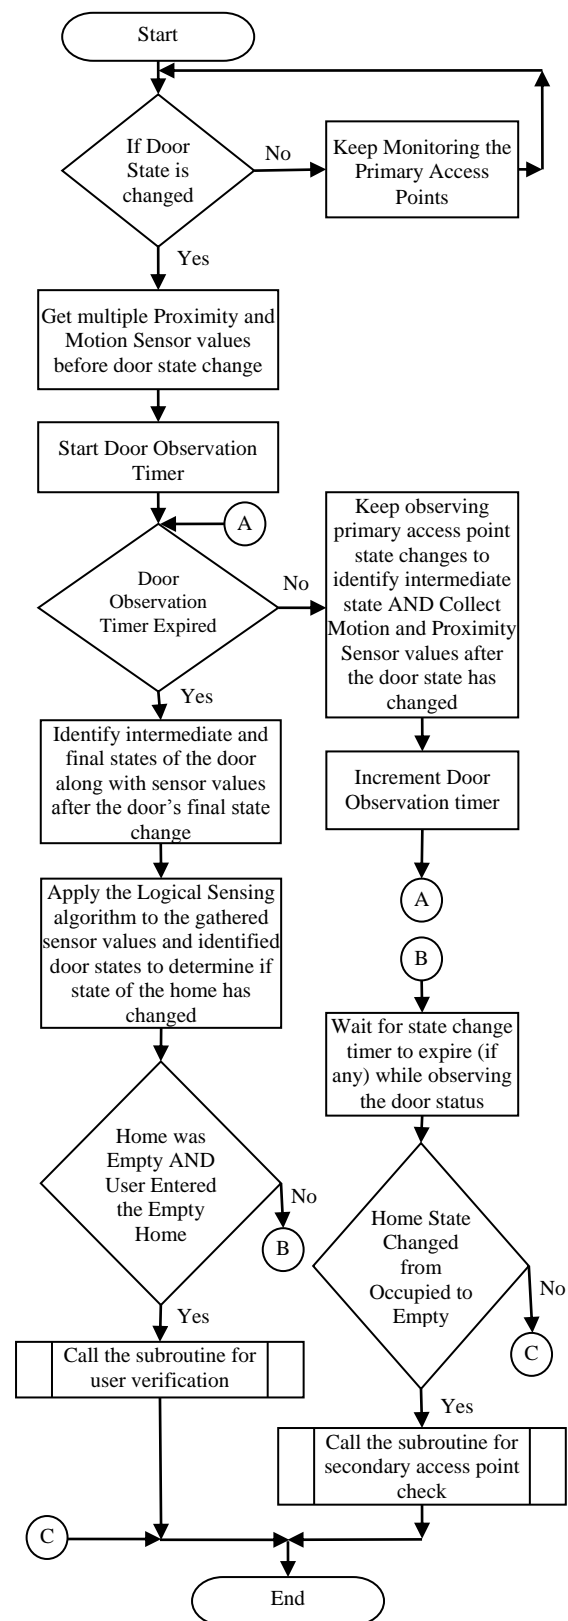 Start
If Door
State is
changed
No
Keep Monitoring the
Primary Access
Points
Yes
Get multiple Proximity and
Motion Sensor values
before door state change
Start Door Observation
Timer
A
Door
Observation
Timer Expired
No
Keep observing
primary access point
state changes to
identify intermediate
state AND Collect
Motion and Proximity
Sensor values after
the door state has
changed
Yes
Identify intermediate and
final states of the door
along with sensor values
after the door’s final state
change
Increment Door
Observation timer
A
Apply the Logical Sensing
algorithm to the gathered
sensor values and identified
door states to determine if
state of the home has
changed
B
Wait for state change
timer to expire (if
any) while observing
the door status
Home was
Empty AND
User Entered
the Empty
Home
No
B
Home State
Changed
from
Occupied to
Empty
No
C
Yes
Call the subroutine for
user verification
Yes
Call the subroutine for
secondary access point
check
C
End